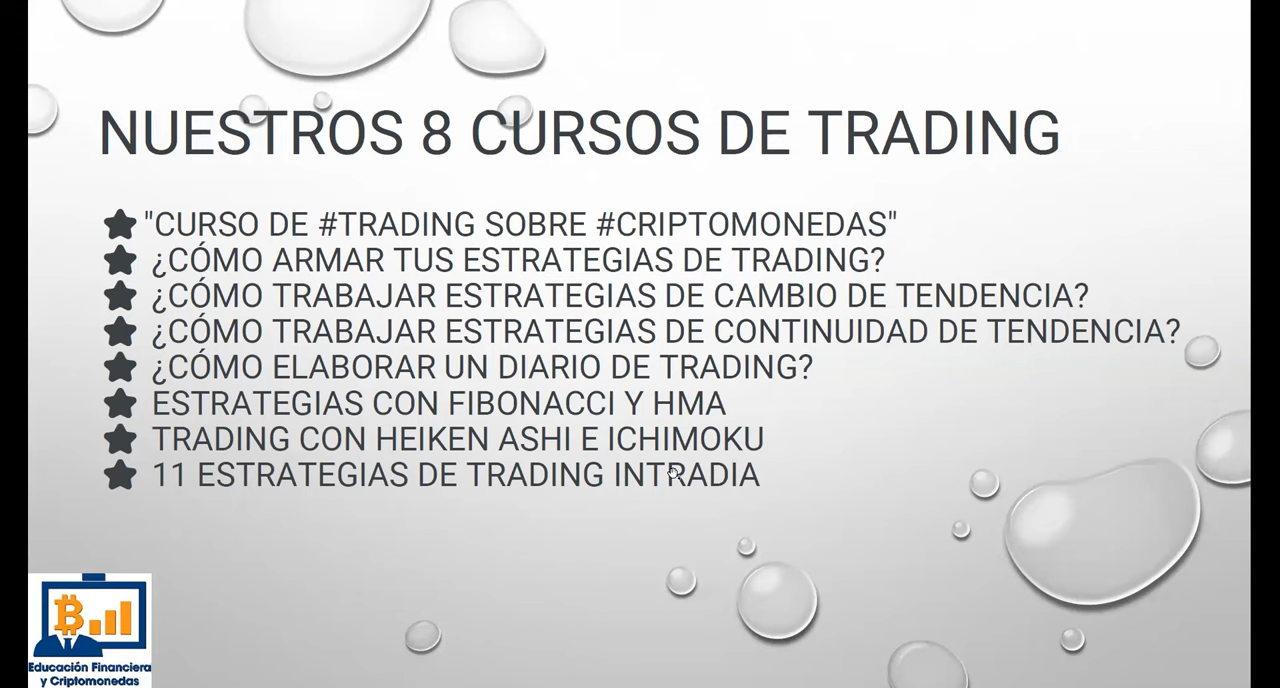 NUESTROS 8 CURSOS DE TRADING
"CURSO DE #TRADING SOBRE #CRIPTOMONEDAS"
¿CÓMO ARMAR TUS ESTRATEGIAS DE TRADING?
¿CÓMO TRABAJAR ESTRATEGIAS DE CAMBIO DE TENDENCIA?
¿CÓMO TRABAJAR ESTRATEGIAS DE CONTINUIDAD DE TENDENCIA?
¿CÓMO ELABORAR UN DIARIO DE TRADING?
ESTRATEGIAS CON FIBONACCI Y HMA
TRADING CON HEIKEN ASHI E ICHIMOKU
11 ESTRATEGIAS DE TRADING INTRADIA
Educación Financiera
y Criptomonedas